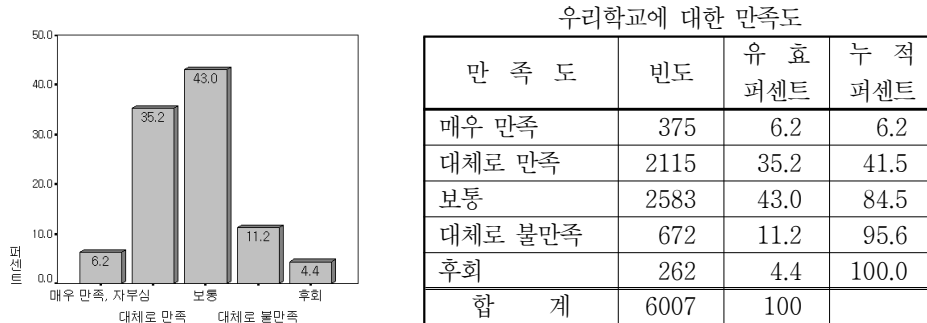 우리학교에 대한 만족도
50.0
40.0
30.0
20.0
10.0
0.0
퍼센트
6.2
35.2
43.0
11.2
4.4
매우 만족, 자부심 보통 후회
대체로 만족 대체로 불만족
만 족 도 빈도 유 효 퍼센트 누 적 퍼센트
매우 만족 375 6.2 6.2
대체로 만족 2115 35.2 41.5
보통 2583 43.0 84.5
대체로 불만족 672 11.2 95.6
후회 262 4.4 100.0
합 계 6007 100